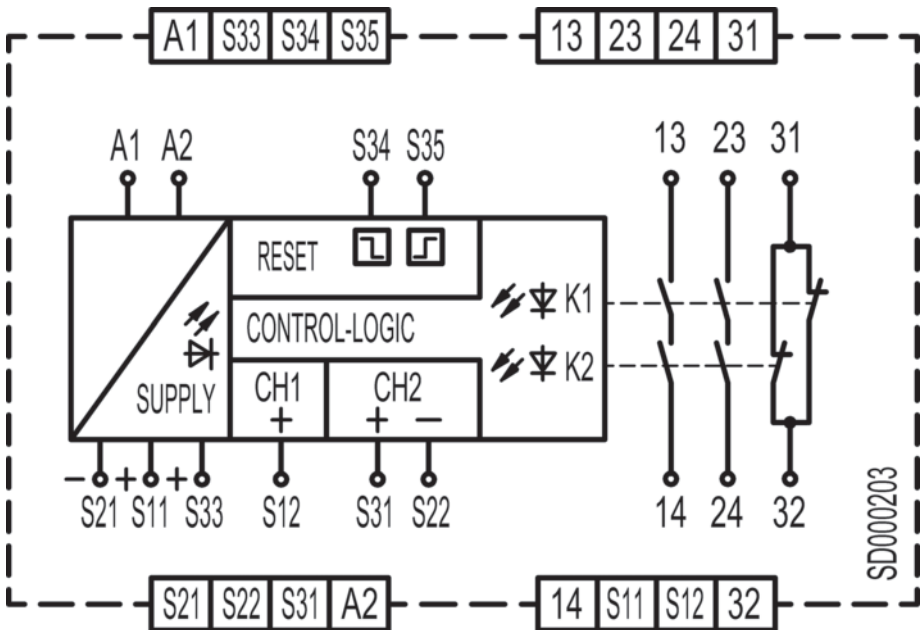 A1 S33 S34 S35 13 23 24 31
A1 A2 S34 S35 13 23 31
RESET
K1
CONTROL-LOGIC
K2
SUPPLY CH1 CH2
+ + −
− + +
S21 S11 S33 S12 S31 S22 14 24 32
SD000203
S21 S22 S31 A2 14 S11 S12 32